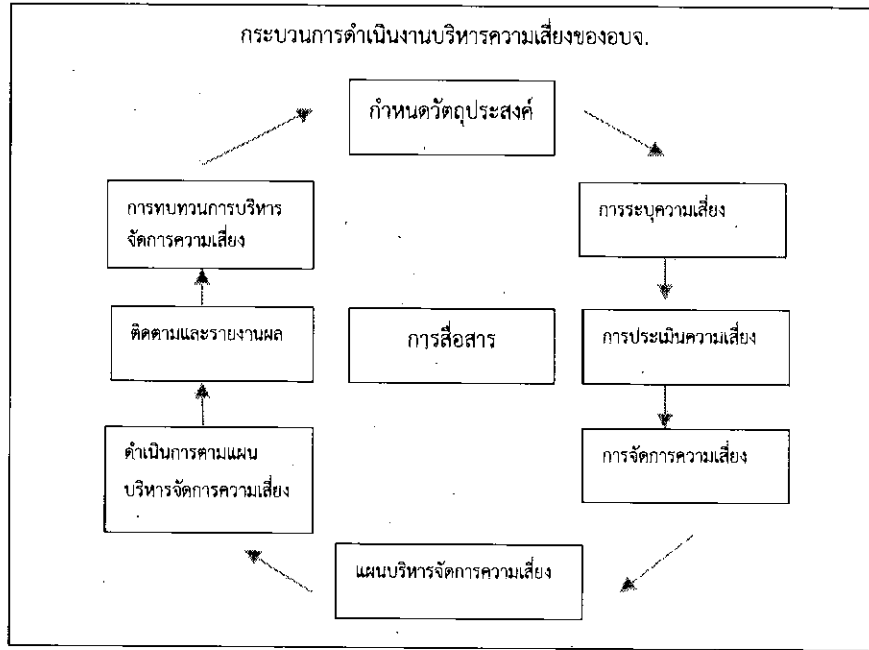 กระบวนการดำเนินงานบริหารความเสี่ยงของอบจ.
กำหนดวัตถุประสงค์
การระบุความเสี่ยง
การประเมินความเสี่ยง
การจัดการความเสี่ยง
แผนบริหารจัดการความเสี่ยง
ดำเนินการตามแผน
บริหารจัดการความเสี่ยง
ติดตามและรายงานผล
การทบทวนการบริหาร
จัดการความเสี่ยง
การสื่อสาร